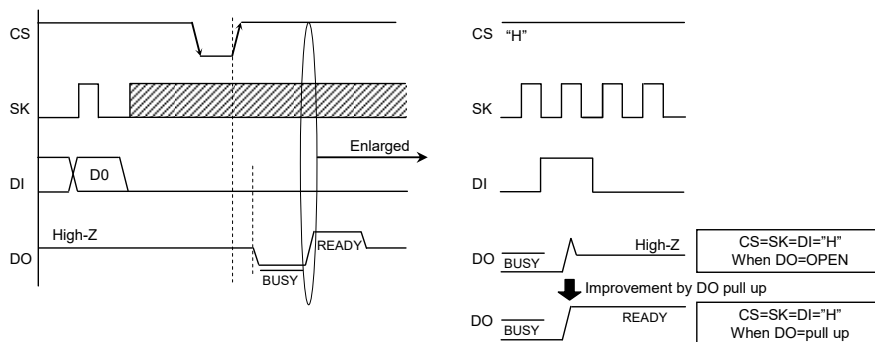 CS
SK
DI
D0
DO
High-Z
BUSY
READY
Enlarged
CS
“H”
SK
DI
DO
BUSY
High-Z
CS=SK=DI=”H”
When DO=OPEN
Improvement by DO pull up
DO
BUSY
READY
CS=SK=DI=”H”
When DO=pull up